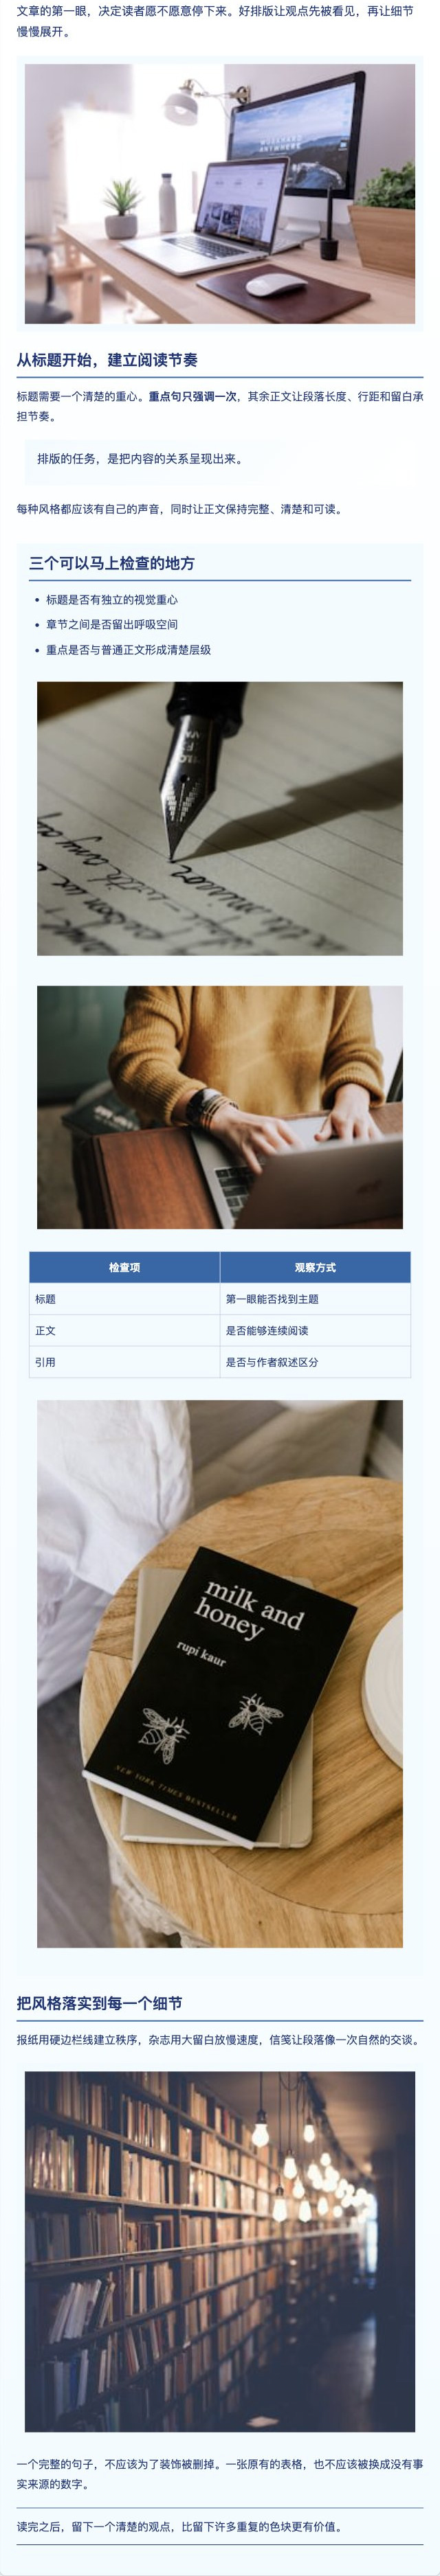 文章的第一眼，决定读者愿不愿意停下来。好排版让观点先被看见，再让细节
慢慢展开。
从标题开始，建立阅读节奏
标题需要一个清楚的重心。重点句只强调一次，其余正文让段落长度、行距和留白承
担节奏。
排版的任务，是把内容的关系呈现出来。
每种风格都应该有自己的声音，同时让正文保持完整、清楚和可读。
三个可以马上检查的地方
• 标题是否有独立的视觉重心
• 章节之间是否留出呼吸空间
• 重点是否与普通正文形成清楚层级
检查项 观察方式
标题 第一眼能否找到主题
正文 是否能够连续阅读
引用 是否与作者叙述区分
milk and
honey
rupi kaur
NEW YORK TIMES BESTSELLER
把风格落实到每一个细节
报纸用硬边栏线建立秩序，杂志用大留白放慢速度，信笺让段落像一次自然的交谈。
一个完整的句子，不应该为了装饰被删掉。一张原有的表格，也不应该被换成没有事
实来源的数字。
读完之后，留下一个清楚的观点，比留下许多重复的色块更有价值。